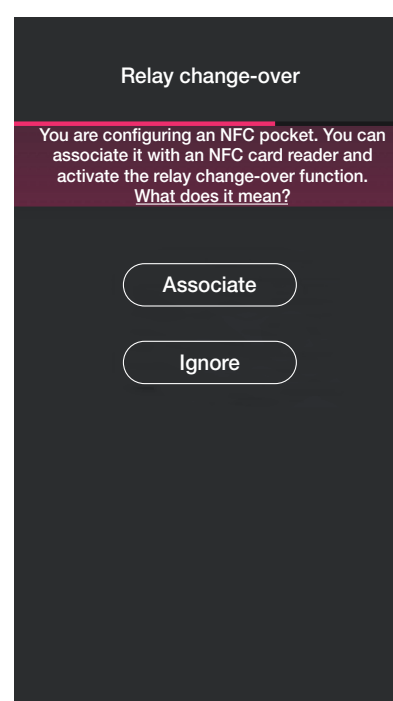 Relay change-over
You are configuring an NFC pocket. You can
associate it with an NFC card reader and
activate the relay change-over function.
What does it mean?
Associate
Ignore